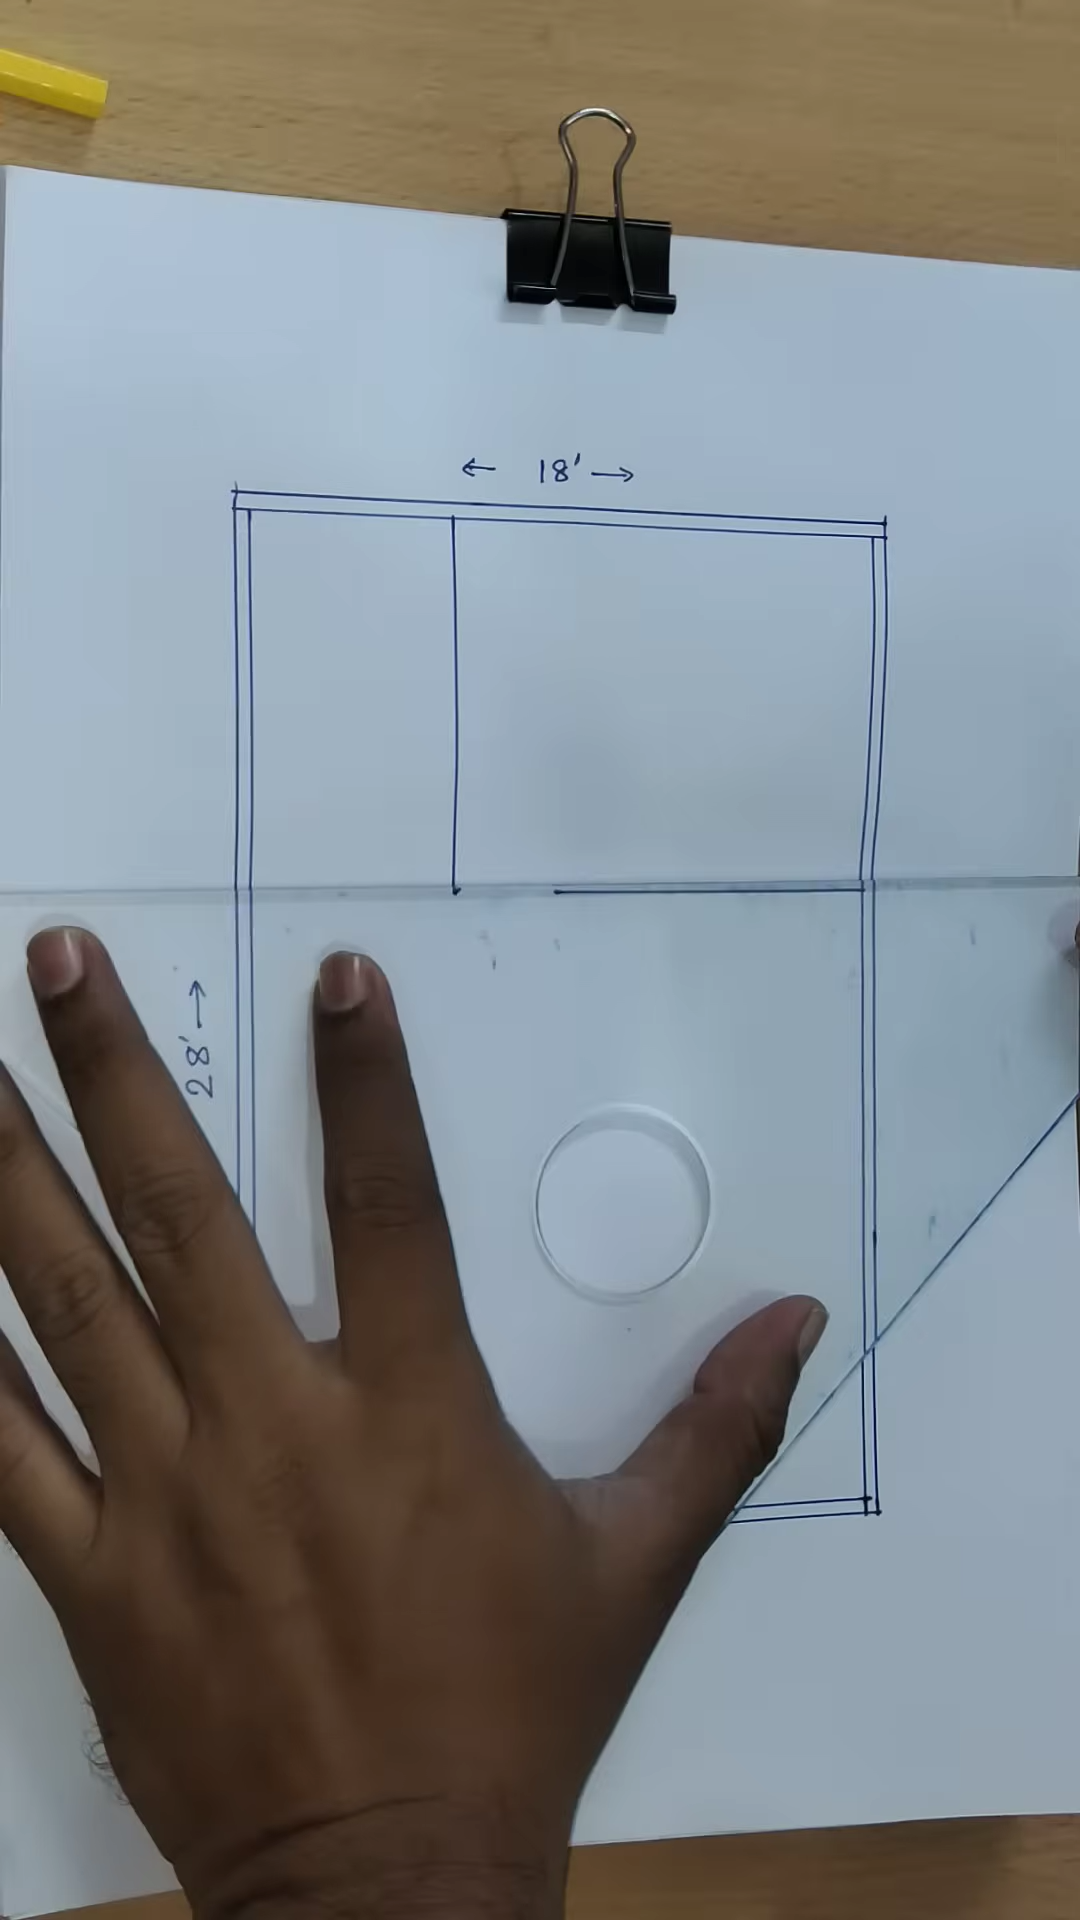 ← 18' →
28' →